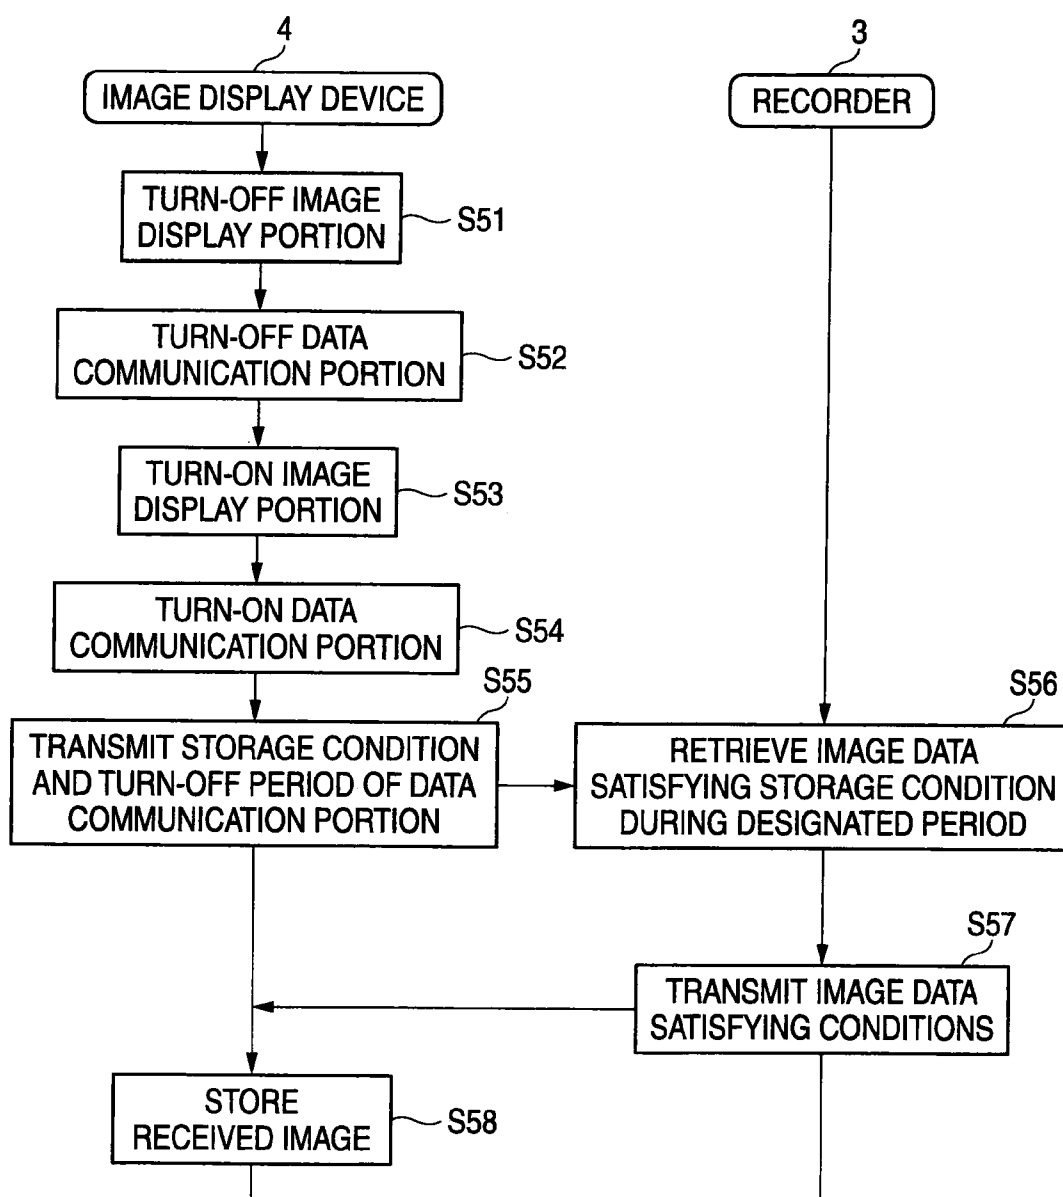 4
IMAGE DISPLAY DEVICE
3
RECORDER
TURN-OFF IMAGE
DISPLAY PORTION
S51
TURN-OFF DATA
COMMUNICATION PORTION
S52
TURN-ON IMAGE
DISPLAY PORTION
S53
TURN-ON DATA
COMMUNICATION PORTION
S54
S55
TRANSMIT STORAGE CONDITION
AND TURN-OFF PERIOD OF DATA
COMMUNICATION PORTION
S56
RETRIEVE IMAGE DATA
SATISFYING STORAGE CONDITION
DURING DESIGNATED PERIOD
S57
TRANSMIT IMAGE DATA
SATISFYING CONDITIONS
STORE
RECEIVED IMAGE
S58